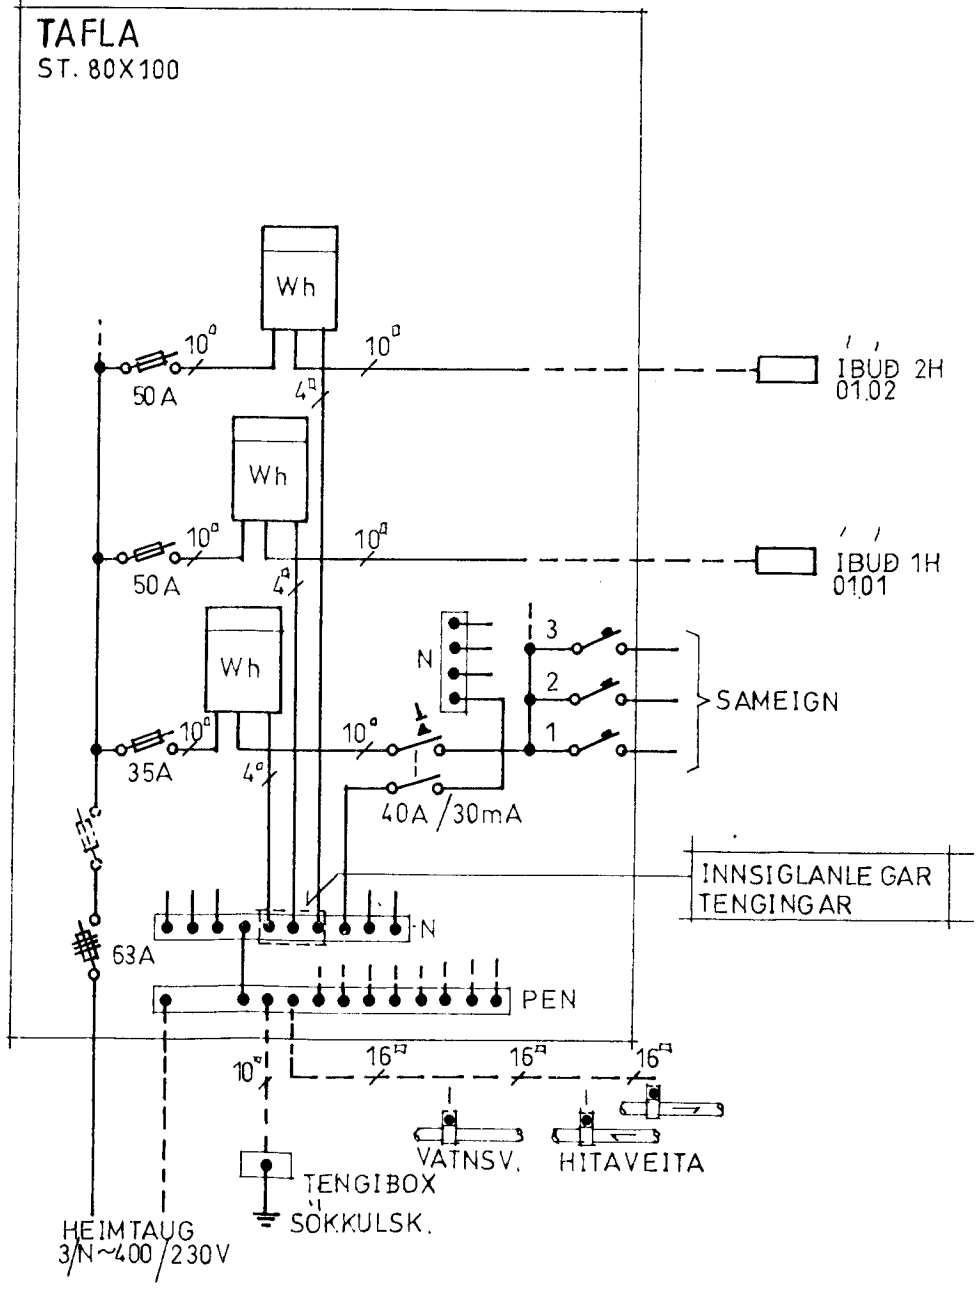 TAFLA
ST. 80X100
Wh
10▫
10▫
50A
4▫
ÍBÚÐ 2H
01.02
Wh
10▫
10▫
50A
4▫
ÍBÚÐ 1H
01.01
Wh
N
3
2
1
SAMEIGN
10▫
10▫
35A
4▫
40A/30mA
INNSIGLANLEGAR
TENGINGAR
N
63A
PEN
16▫
16▫
16▫
10▫
VATNSV.
HITAVEITA
TENGIBOX
SÖKKULSK.
HEIMTAUG
3/N~400/230V